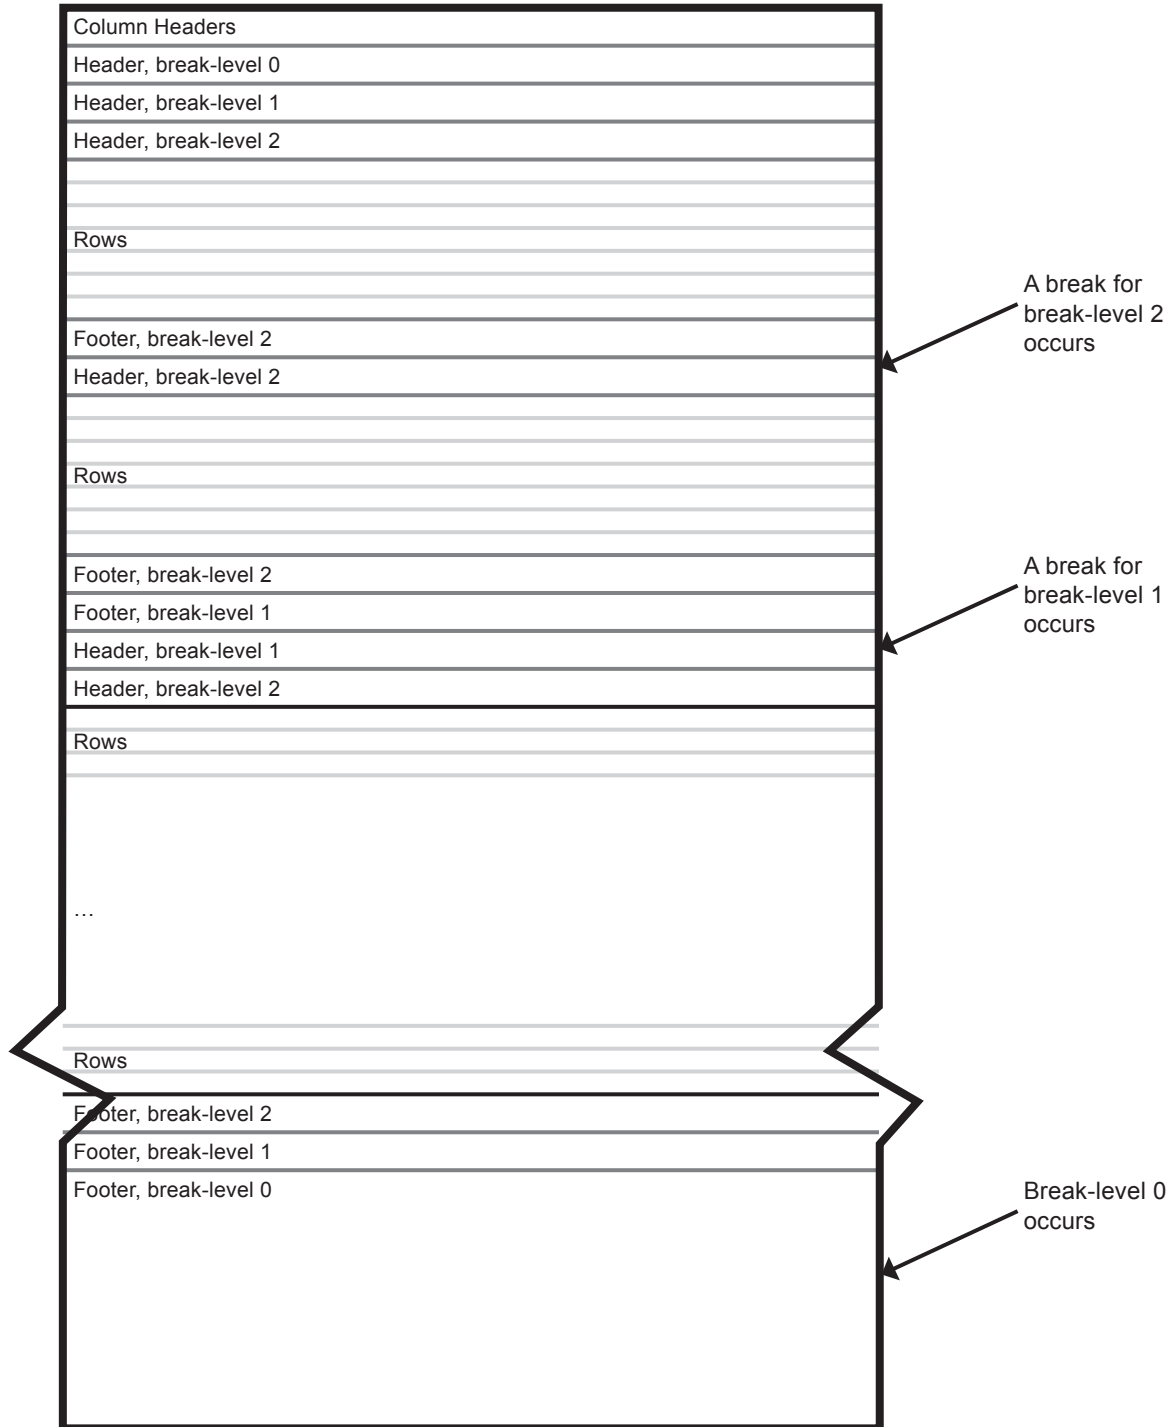 Column Headers
Header, break-level 0
Header, break-level 1
Header, break-level 2
Rows
A break for
break-level 2
occurs
Footer, break-level 2
Header, break-level 2
Rows
A break for
break-level 1
occurs
Footer, break-level 2
Footer, break-level 1
Header, break-level 1
Header, break-level 2
Rows
…
Rows
Footer, break-level 2
Footer, break-level 1
Footer, break-level 0
Break-level 0
occurs